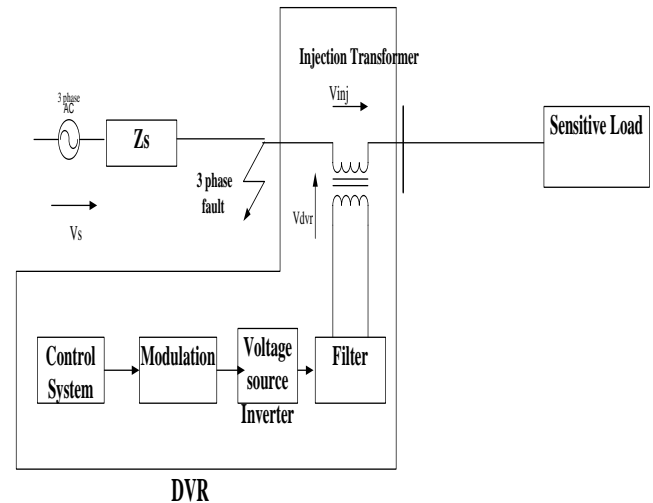 Injection Transformer
3 phase
AC
Vinj
Zs
Sensitive Load
3 phase
fault
Vdvr
Vs
Control
System
Modulation
Voltage
source
Inverter
Filter
DVR